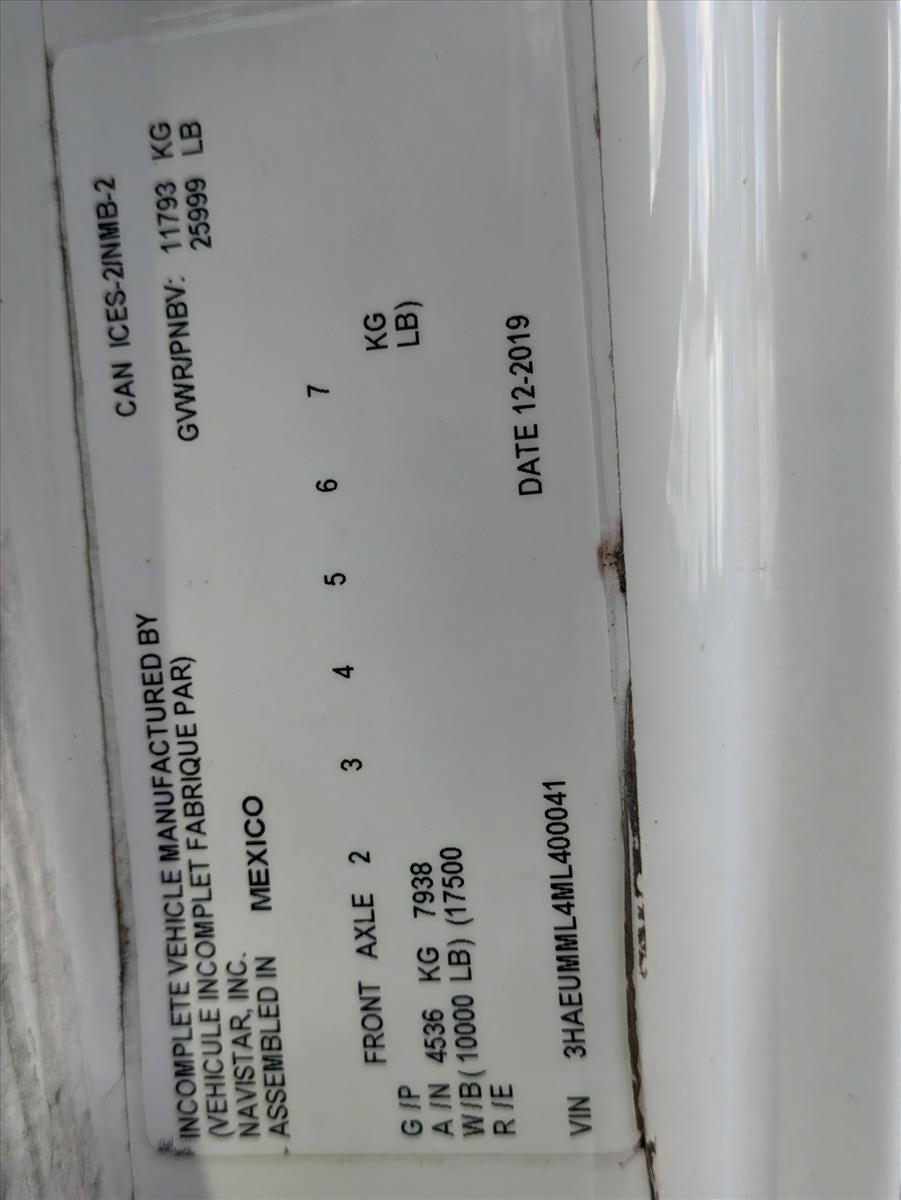 CAN ICES-2/NMB-2
INCOMPLETE VEHICLE MANUFACTURED BY
(VEHICULE INCOMPLET FABRIQUE PAR) GVWR/PNBV: 11793 KG
NAVISTAR, INC. 25999 LB
ASSEMBLED IN MEXICO
FRONT AXLE 2 3 4 5 6 7
G/P
A/N 4536 KG 7938 KG
W/B (10000 LB) (17500 LB)
R/E
DATE 12-2019
VIN 3HAEUMML4ML400041